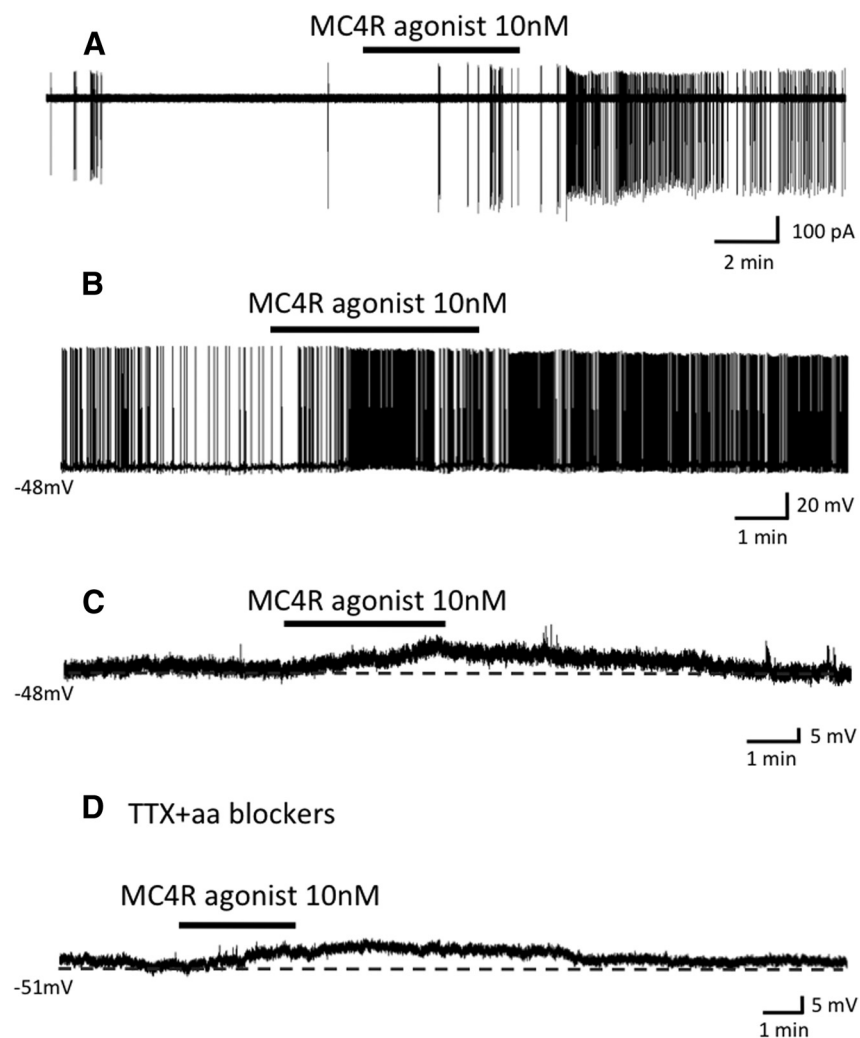 A
MC4R agonist 10nM
100 pA
2 min
B
MC4R agonist 10nM
-48mV
20 mV
1 min
C
MC4R agonist 10nM
-48mV
5 mV
1 min
D TTX+aa blockers
MC4R agonist 10nM
-51mV
5 mV
1 min